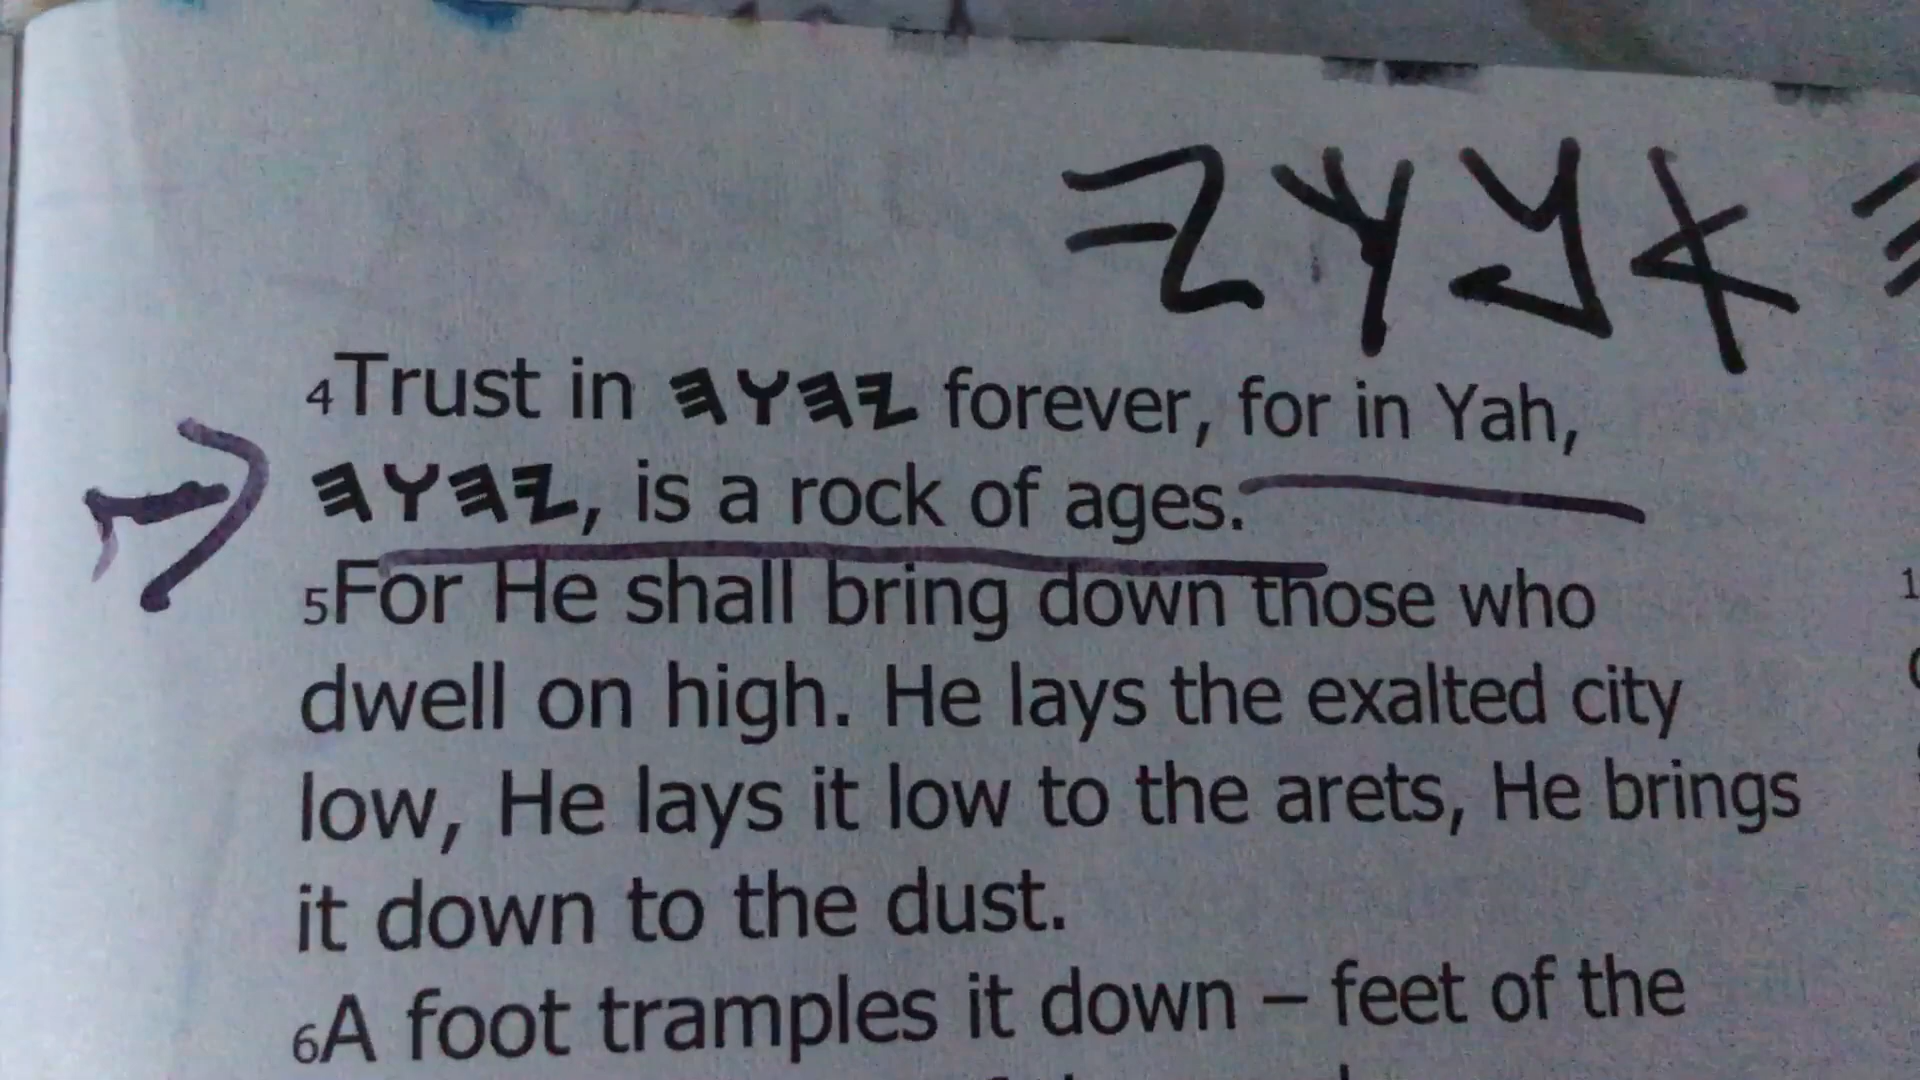 4Trust in 𐤉𐤄𐤅𐤄 forever, for in Yah,
𐤉𐤄𐤅𐤄, is a rock of ages.
5For He shall bring down those who
dwell on high. He lays the exalted city
low, He lays it low to the arets, He brings
it down to the dust.
6A foot tramples it down – feet of the